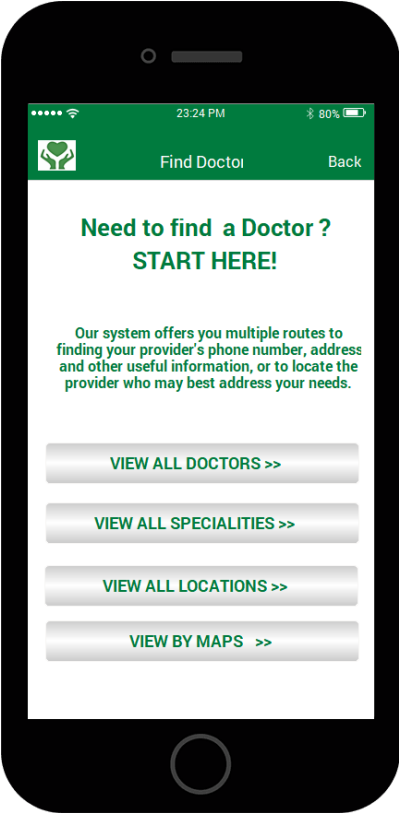 23:24 PM 80%
Find Doctor Back
Need to find a Doctor ?
START HERE!
Our system offers you multiple routes to
finding your provider's phone number, address
and other useful information, or to locate the
provider who may best address your needs.
VIEW ALL DOCTORS >>
VIEW ALL SPECIALITIES >>
VIEW ALL LOCATIONS >>
VIEW BY MAPS >>